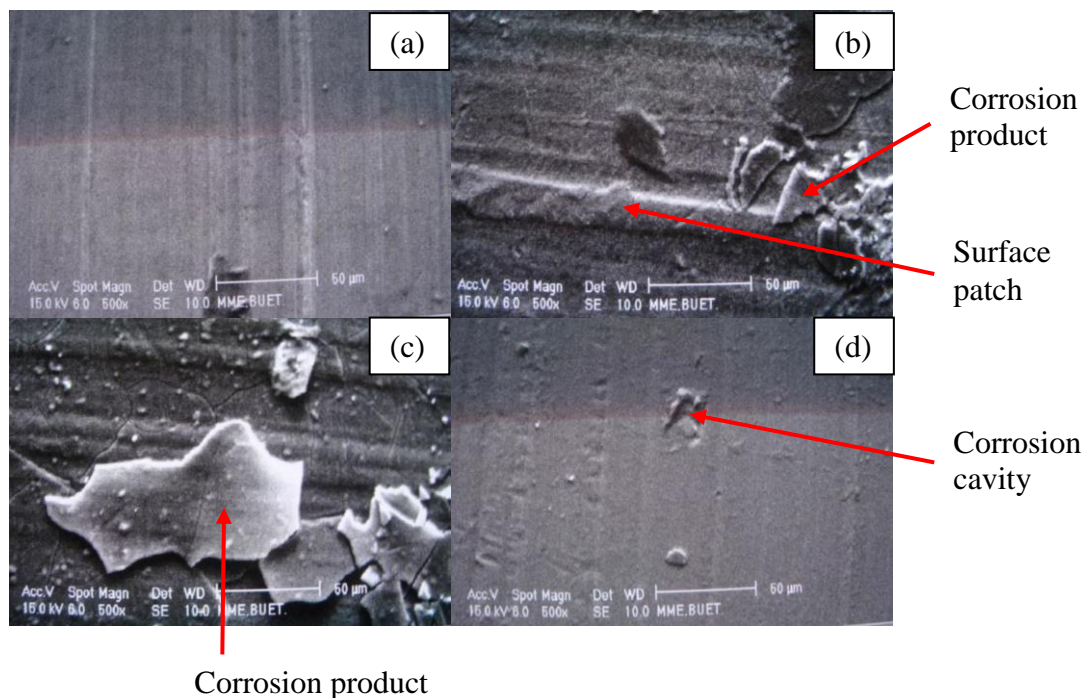 (a)
(b)
Acc.V Spot Magn Det WD 50 µm
15.0 kV 6.0 500x SE 10.0 MME.BUET.
Acc.V Spot Magn Det WD 50 µm
15.0 kV 6.0 500x SE 10.0 MME.BUET.
Corrosion
product
Surface
patch
(c)
(d)
Acc.V Spot Magn Det WD 50 µm
15.0 kV 6.0 500x SE 10.0 MME.BUET.
Acc.V Spot Magn Det WD 50 µm
15.0 kV 6.0 500x SE 10.0 MME.BUET.
Corrosion
cavity
Corrosion product